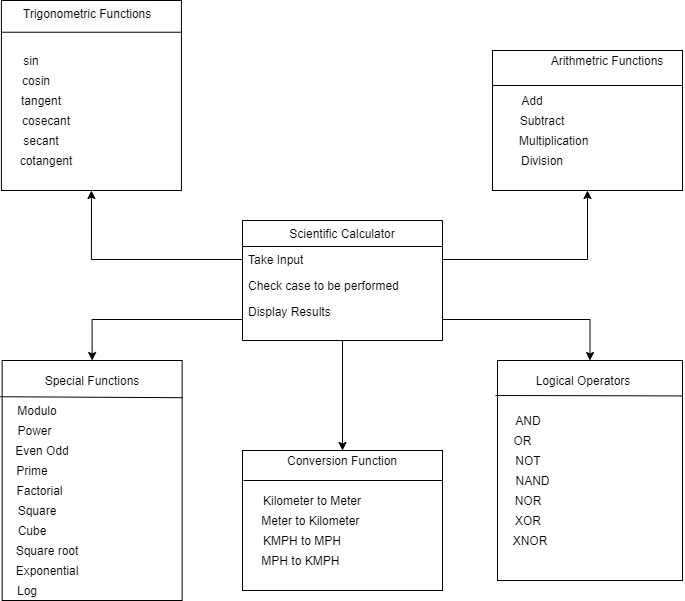 Trigonometric Functions
sin
cosin
tangent
cosecant
secant
cotangent
Arithmetric Functions
Add
Subtract
Multiplication
Division
Scientific Calculator
Take Input
Check case to be performed
Display Results
Special Functions
Modulo
Power
Even Odd
Prime
Factorial
Square
Cube
Square root
Exponential
Log
Conversion Function
Kilometer to Meter
Meter to Kilometer
KMPH to MPH
MPH to KMPH
Logical Operators
AND
OR
NOT
NAND
NOR
XOR
XNOR